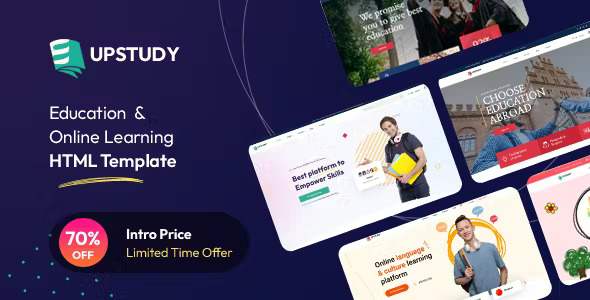 UPSTUDY
Education &
Online Learning
HTML Template
70%
OFF
Intro Price
Limited Time Offer
We promise
you to give best
education
Best platform to
Empower Skills
CHOOSE
EDUCATION
ABROAD
Online language
& culture learning
platform